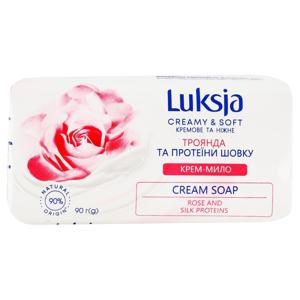 Luksja
CREAMY & SOFT
КРЕМОВЕ ТА НІЖНЕ
ТРОЯНДА
ТА ПРОТЕЇНИ ШОВКУ
КРЕМ-МИЛО
CREAM SOAP
ROSE AND
SILK PROTEINS
NATURAL
90%
ORIGIN
90 г(g)